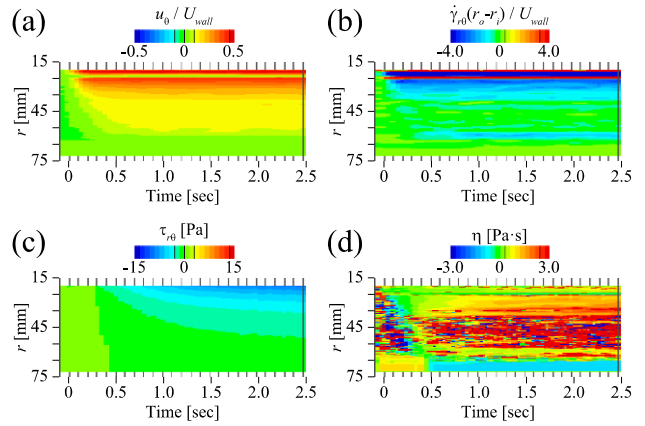 (a) u_θ / U_wall (b) γ̇_rθ(r_o-r_i) / U_wall
-0.5 0 0.5 -4.0 0 4.0
15 15
r [mm] 45 r [mm] 45
75 75
0 0.5 1.0 1.5 2.0 2.5 0 0.5 1.0 1.5 2.0 2.5
Time [sec] Time [sec]
(c) τ_rθ [Pa] (d) η [Pa·s]
-15 0 15 -3.0 0 3.0
15 15
r [mm] 45 r [mm] 45
75 75
0 0.5 1.0 1.5 2.0 2.5 0 0.5 1.0 1.5 2.0 2.5
Time [sec] Time [sec]